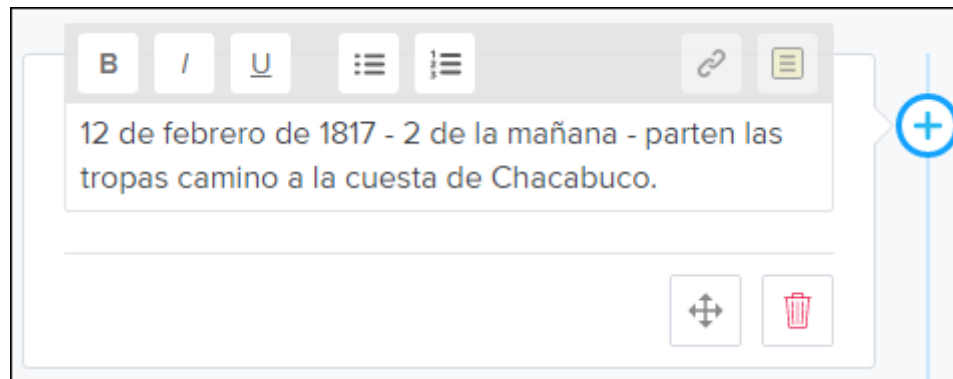 B I U
12 de febrero de 1817 - 2 de la mañana - parten las
tropas camino a la cuesta de Chacabuco.